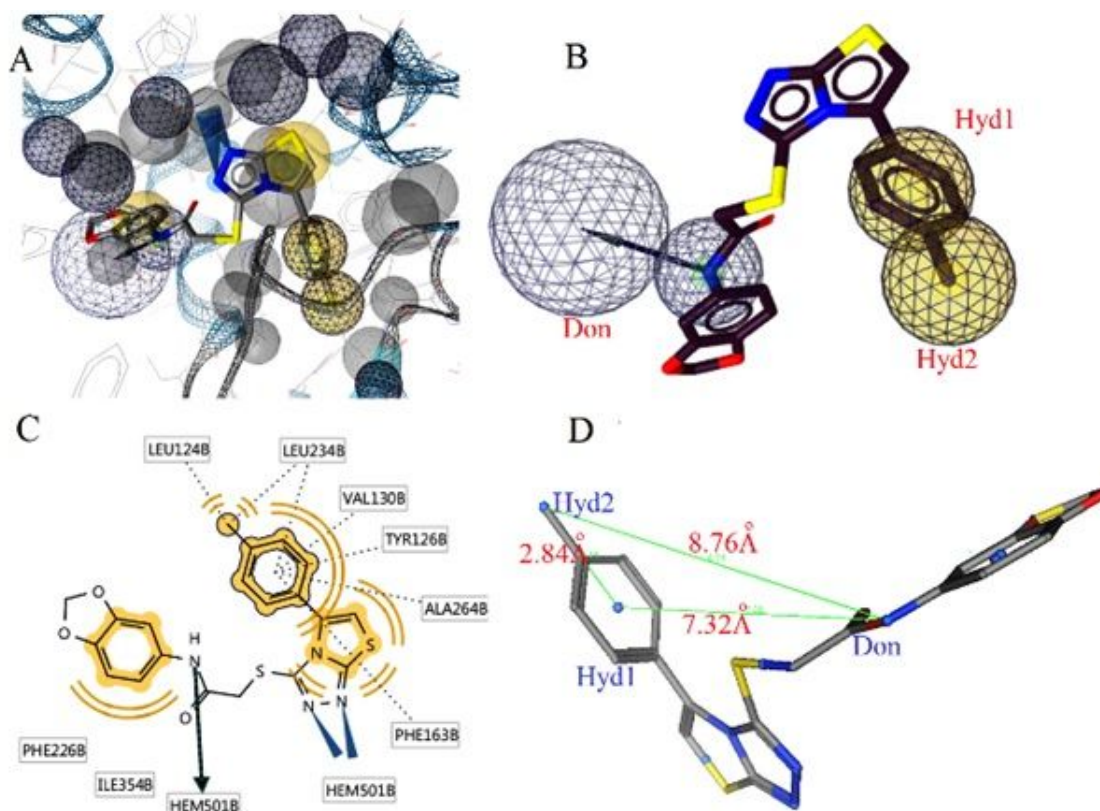 A
B
Hyd1
Don
Hyd2
C
LEU124B
LEU234B
VAL130B
TYR126B
ALA264B
H
N
O
O
O
S
N
S
N
N
PHE163B
PHE226B
ILE354B
HEM501B
HEM501B
D
Hyd2
2.84Å
8.76Å
7.32Å
Hyd1
Don